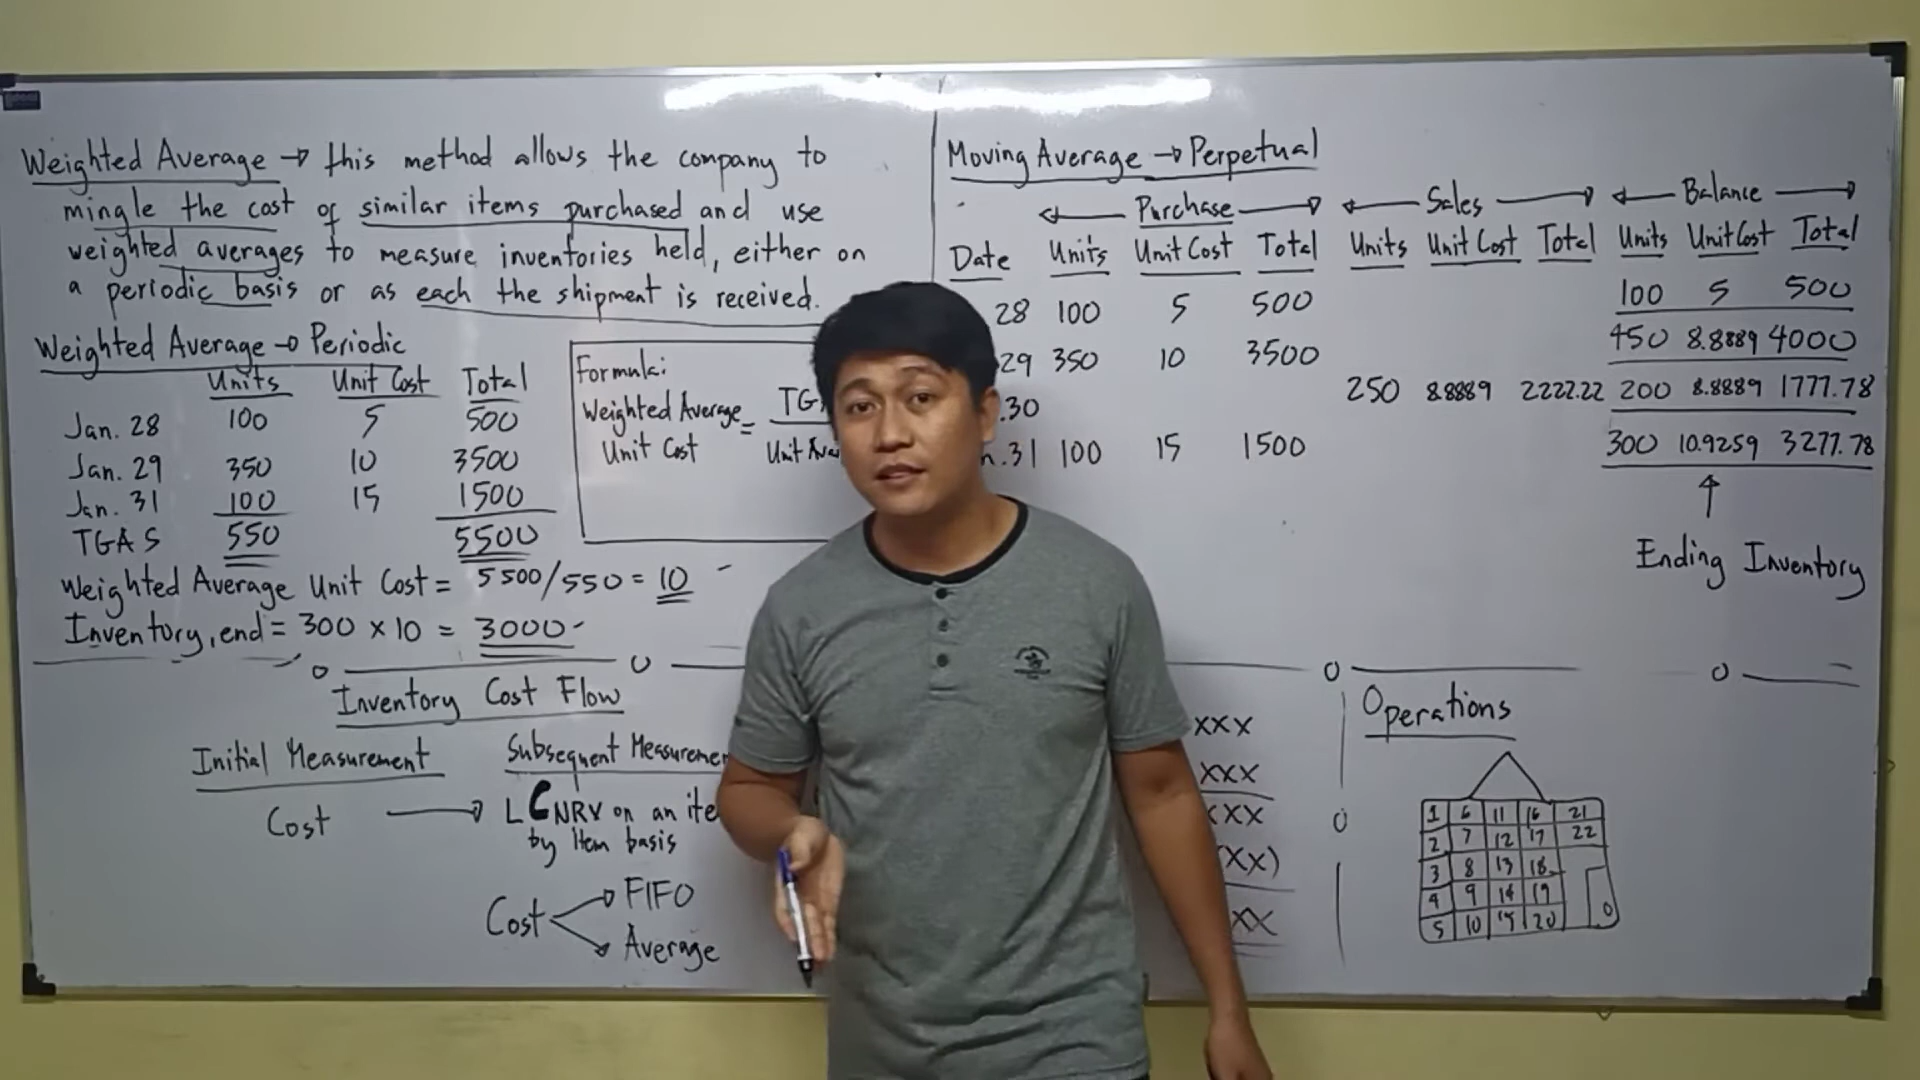 Weighted Average → this method allows the company to
mingle the cost of similar items purchased and use
weighted averages to measure inventories held, either on
a periodic basis or as each the shipment is received.
Weighted Average → Periodic
Units Unit Cost Total
Jan. 28 100 5 500
Jan. 29 350 10 3500
Jan. 31 100 15 1500
TGAS 550 5500
Weighted Average Unit Cost = 5500/550 = 10
Inventory, end = 300 x 10 = 3000
Formula:
Weighted Average
Unit Cost
=
TG
Unit
Moving Average → Perpetual
Purchase Sales Balance
Date Units Unit Cost Total Units Unit Cost Total Units Unit Cost Total
28 100 5 500 100 5 500
29 350 10 3500 450 8.8889 4000
.30 250 8.8889 2222.22 200 8.8889 1777.78
.31 100 15 1500 300 10.9259 3277.78
Ending Inventory
Inventory Cost Flow
Initial Measurement Subsequent Measuremen
Cost → LCNRV on an ite
by Item basis
Cost FIFO
Average
XXX
XXX
XX
XX)
XX
Operations
1 6 11 16 21
2 7 12 17 22
3 8 13 18
4 9 14 19
5 10 15 20